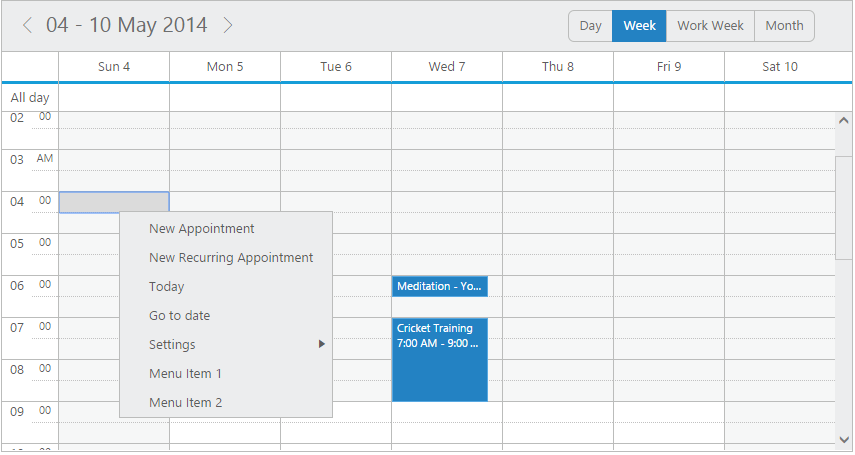 04 - 10 May 2014
Day Week Work Week Month
Sun 4 Mon 5 Tue 6 Wed 7 Thu 8 Fri 9 Sat 10
All day
02 00
03 AM
04 00
New Appointment
05 00
New Recurring Appointment
06 00
Today
Meditation - Yo...
Go to date
07 00
Cricket Training
7:00 AM - 9:00 ...
Settings
08 00
Menu Item 1
Menu Item 2
09 00